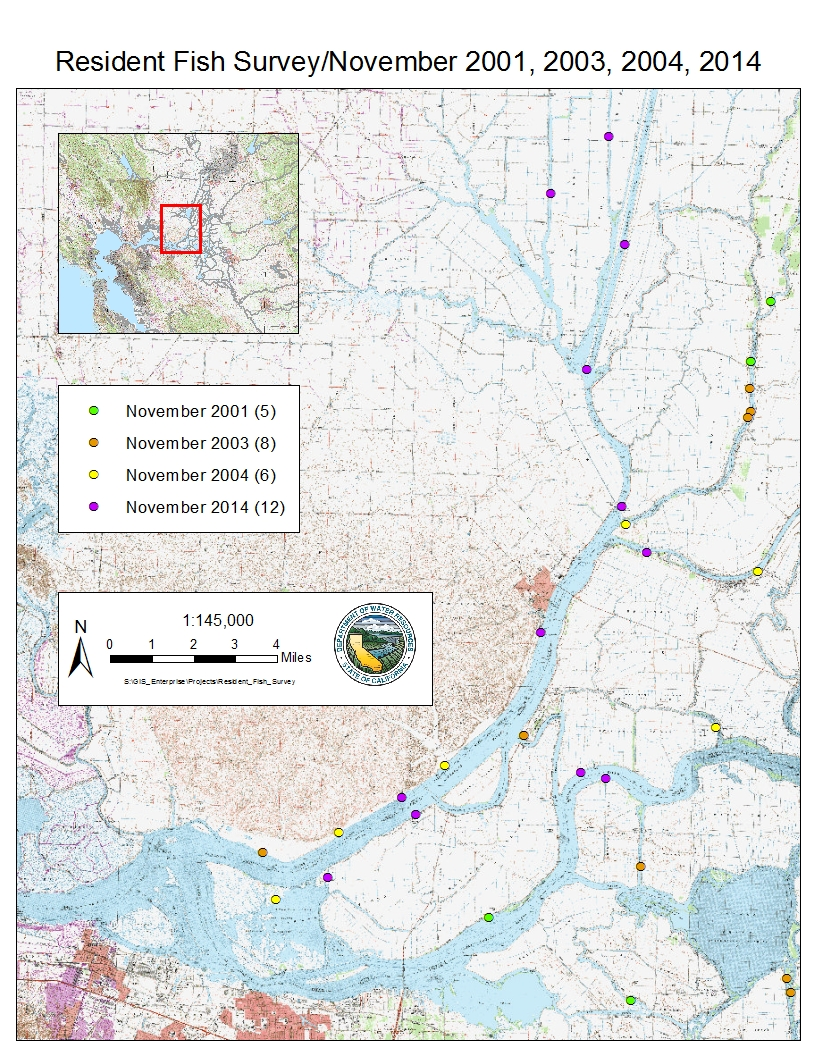 Resident Fish Survey/November 2001, 2003, 2004, 2014
November 2001 (5)
November 2003 (8)
November 2004 (6)
November 2014 (12)
N
1:145,000
0 1 2 3 4
Miles
S:\GIS_Enterprise\Projects\Resident_Fish_Survey
DEPARTMENT OF WATER RESOURCES
STATE OF CALIFORNIA